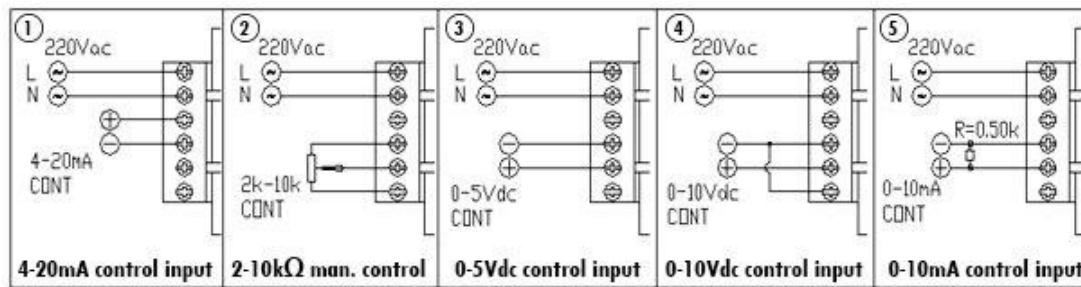 1
220Vac
L
N
+
−
4-20mA
CONT
4-20mA control input
2
220Vac
L
N
2k-10k
CONT
2-10kΩ man. control
3
220Vac
L
N
−
+
0-5Vdc
CONT
0-5Vdc control input
4
220Vac
L
N
−
+
0-10Vdc
CONT
0-10Vdc control input
5
220Vac
L
N
R=0.50k
−
+
0-10mA
CONT
0-10mA control input